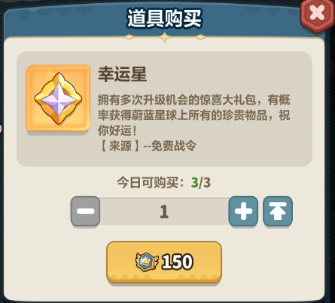 道具购买
幸运星
拥有多次升级机会的惊喜大礼包，有概
率获得蔚蓝星球上所有的珍贵物品，祝
你好运！
【来源】--免费战令
今日可购买：3/3
1
150